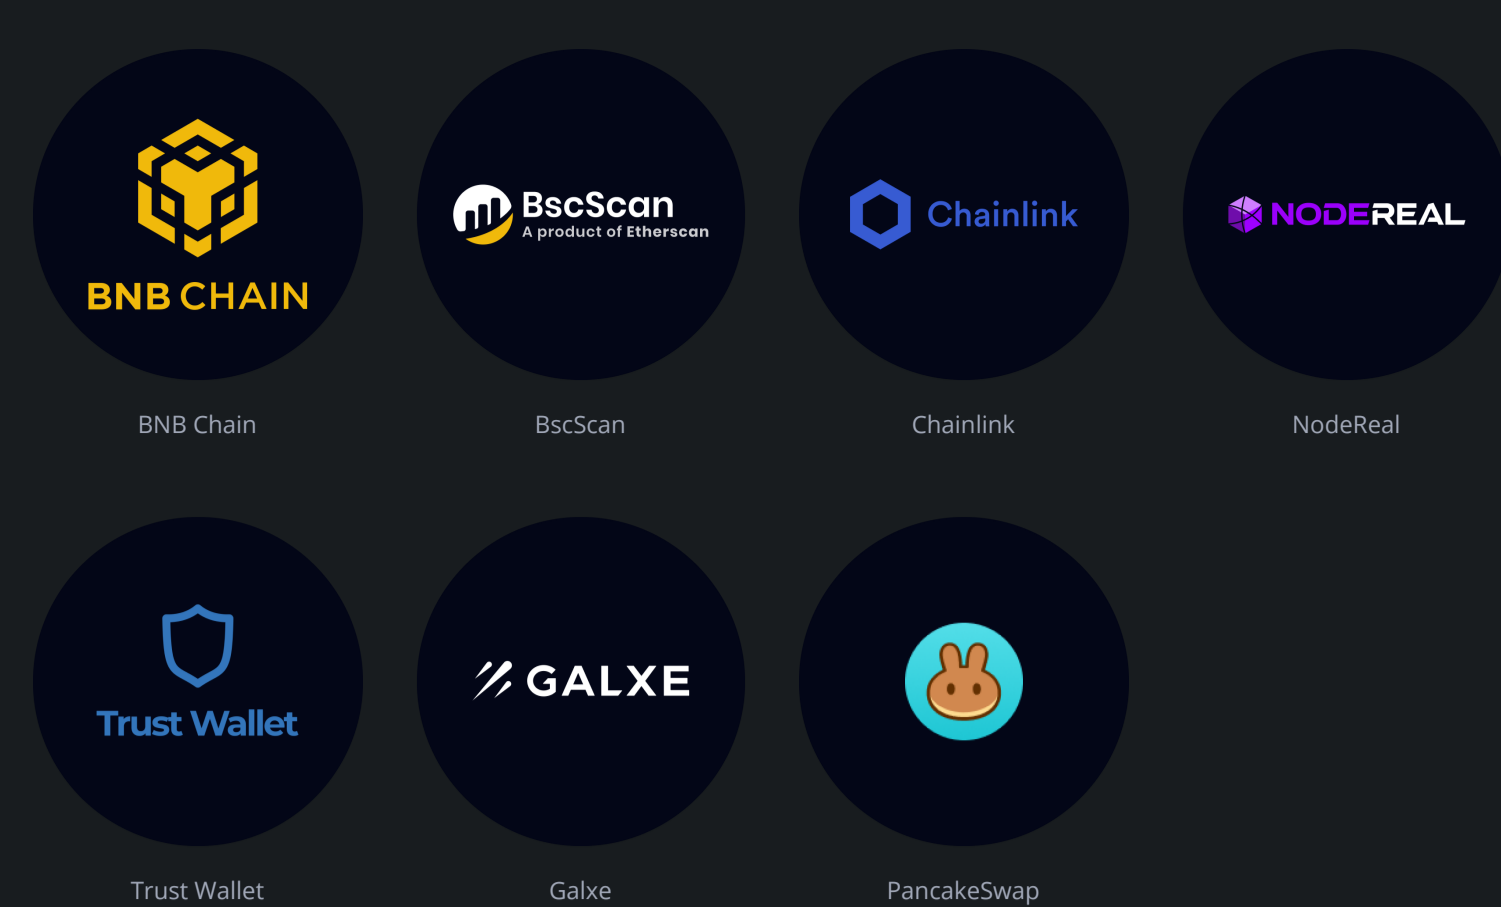 BNB CHAIN
BscScan
A product of Etherscan
Chainlink
NODEREAL
BNB Chain
BscScan
Chainlink
NodeReal
Trust Wallet
GALXE
Trust Wallet
Galxe
PancakeSwap